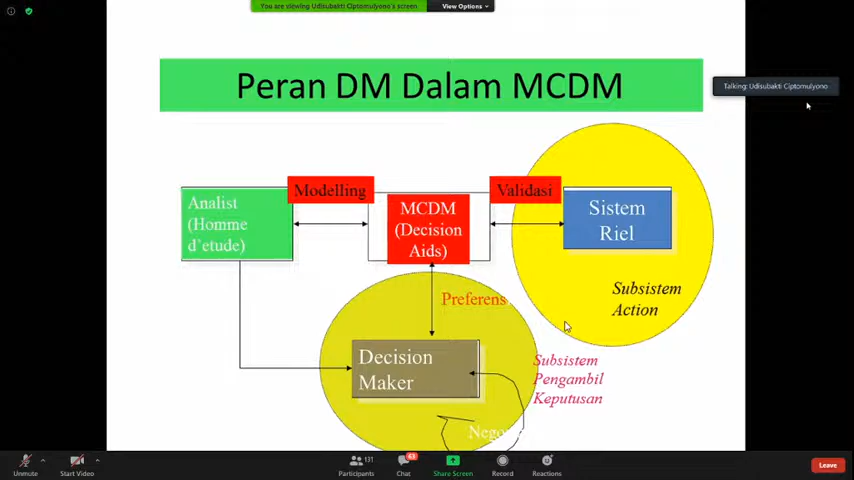 You are viewing Udisubakti Ciptomulyono's screen
View Options
Peran DM Dalam MCDM
Talking: Udisubakti Ciptomulyono
Analist
(Homme
d'etude)
Modelling
MCDM
(Decision
Aids)
Validasi
Sistem
Riel
Subsistem
Action
Preferens
Decision
Maker
Subsistem
Pengambil
Keputusan
Nego
Unmute
Start Video
131
Participants
63
Chat
Share Screen
Record
Reactions
Leave